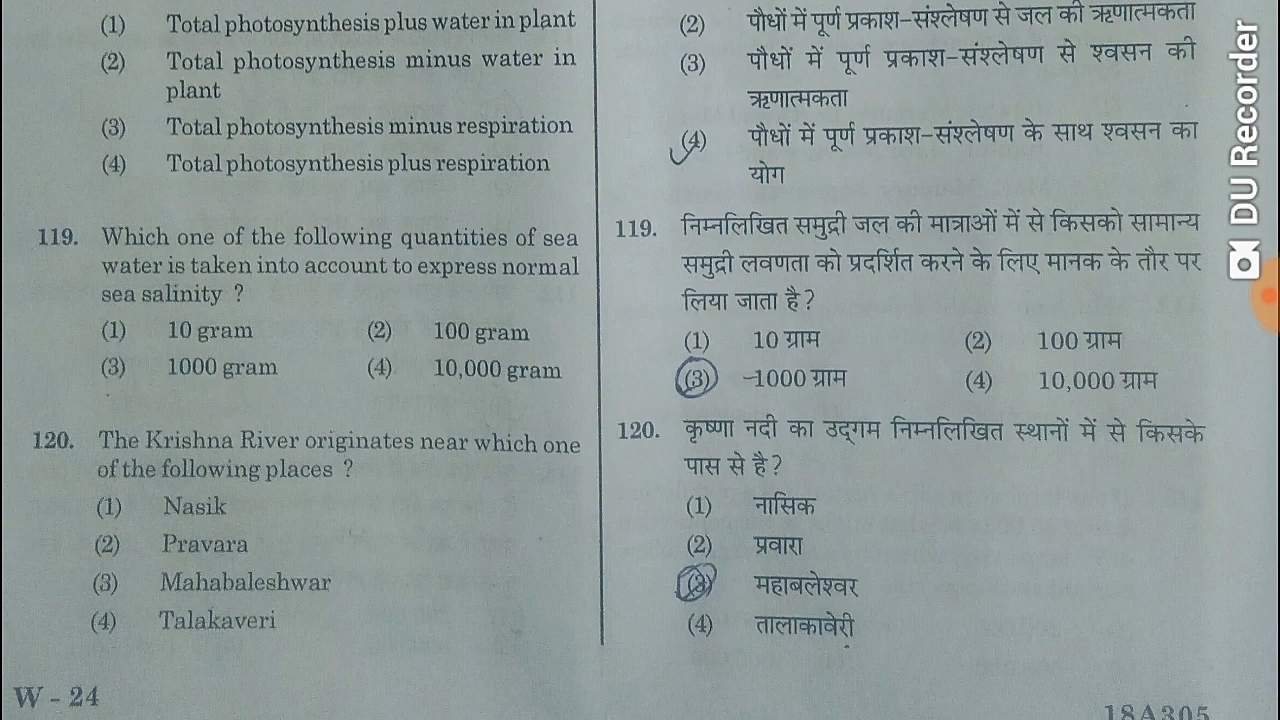 (1) Total photosynthesis plus water in plant
(2) Total photosynthesis minus water in
plant
(3) Total photosynthesis minus respiration
(4) Total photosynthesis plus respiration
119. Which one of the following quantities of sea
water is taken into account to express normal
sea salinity ?
(1) 10 gram (2) 100 gram
(3) 1000 gram (4) 10,000 gram
120. The Krishna River originates near which one
of the following places ?
(1) Nasik
(2) Pravara
(3) Mahabaleshwar
(4) Talakaveri
W - 24
(2) पौधों में पूर्ण प्रकाश-संश्लेषण से जल की ऋणात्मकता
(3) पौधों में पूर्ण प्रकाश-संश्लेषण से श्वसन की
ऋणात्मकता
(4) पौधों में पूर्ण प्रकाश-संश्लेषण के साथ श्वसन का
योग
119. निम्नलिखित समुद्री जल की मात्राओं में से किसको सामान्य
समुद्री लवणता को प्रदर्शित करने के लिए मानक के तौर पर
लिया जाता है ?
(1) 10 ग्राम (2) 100 ग्राम
(3) 1000 ग्राम (4) 10,000 ग्राम
120. कृष्णा नदी का उद्गम निम्नलिखित स्थानों में से किसके
पास से है ?
(1) नासिक
(2) प्रवारा
(3) महाबलेश्वर
(4) तालाकावेरी
18A305
DU Recorder